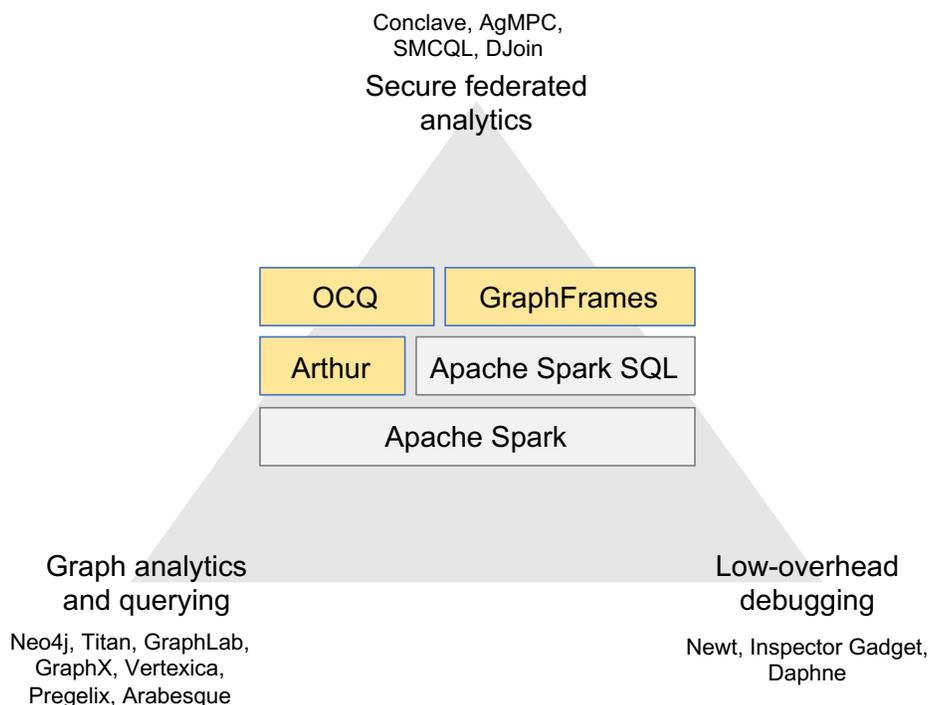 Conclave, AgMPC,
SMCQL, DJoin
Secure federated
analytics
OCQ
GraphFrames
Arthur
Apache Spark SQL
Apache Spark
Graph analytics
and querying
Neo4j, Titan, GraphLab,
GraphX, Vertexica,
Pregelix, Arabesque
Low-overhead
debugging
Newt, Inspector Gadget,
Daphne